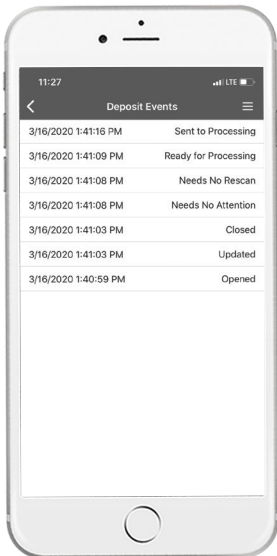 11:27 LTE
Deposit Events
3/16/2020 1:41:16 PM Sent to Processing
3/16/2020 1:41:09 PM Ready for Processing
3/16/2020 1:41:08 PM Needs No Rescan
3/16/2020 1:41:08 PM Needs No Attention
3/16/2020 1:41:03 PM Closed
3/16/2020 1:41:03 PM Updated
3/16/2020 1:40:59 PM Opened